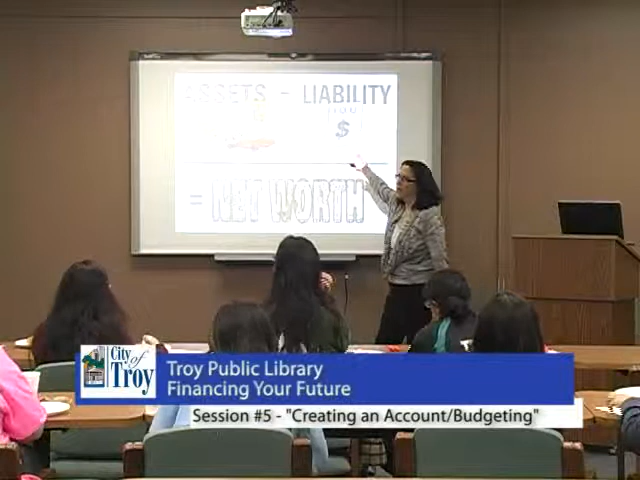 ASSETS - LIABILITY
$
= NET WORTH
City of Troy
Troy Public Library
Financing Your Future
Session #5 - "Creating an Account/Budgeting"